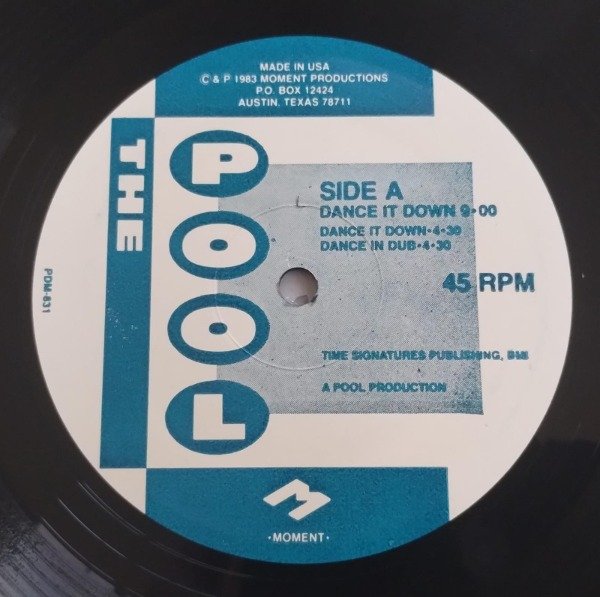 MADE IN USA
© & P 1983 MOMENT PRODUCTIONS
P.O. BOX 12424
AUSTIN, TEXAS 78711
THE
POOL
SIDE A
DANCE IT DOWN 9•00
DANCE IT DOWN•4•30
DANCE IN DUB•4•30
45 RPM
PDM-831
TIME SIGNATURES PUBLISHING, BMI
A POOL PRODUCTION
M
•MOMENT•